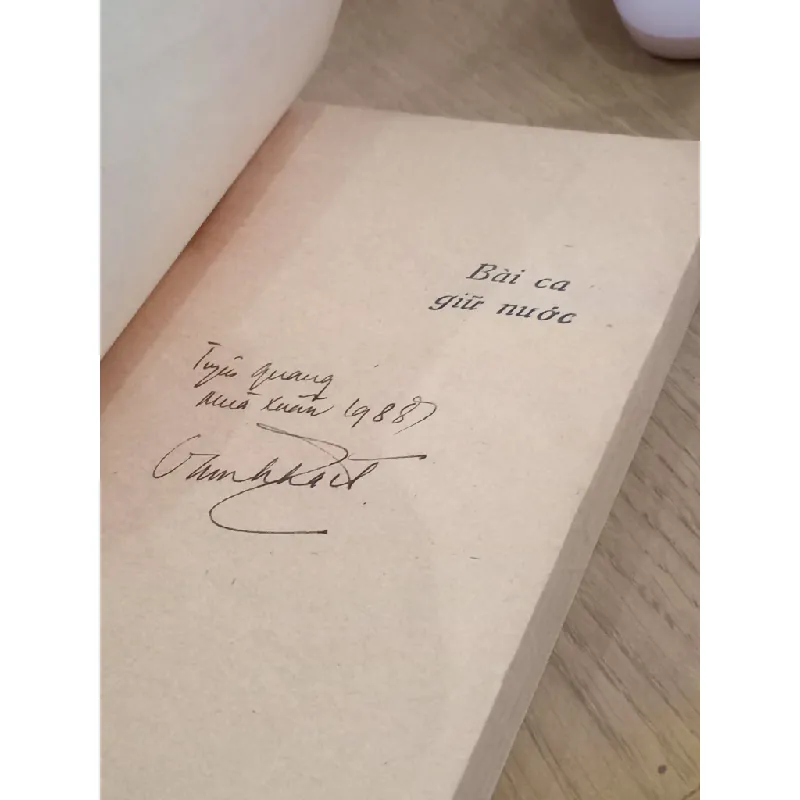 Bài ca
giữ nước
Tuyên Quang
mùa xuân 1988